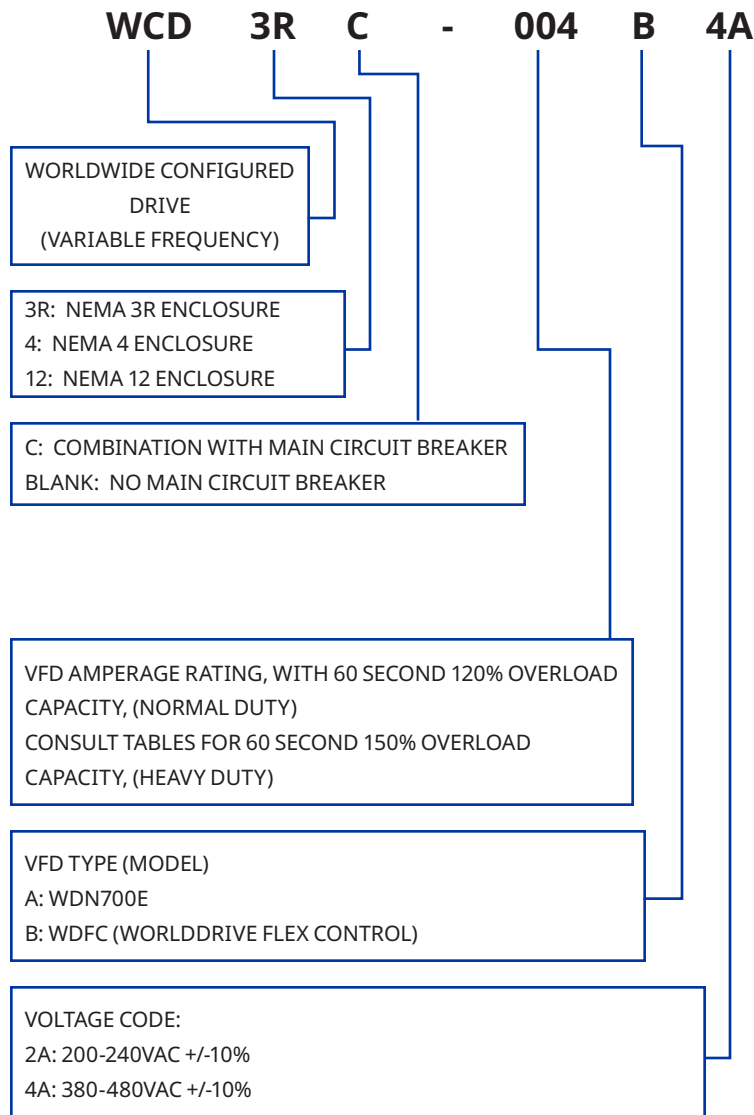 WCD 3R C - 004 B 4A
WORLDWIDE CONFIGURED
DRIVE
(VARIABLE FREQUENCY)
3R: NEMA 3R ENCLOSURE
4: NEMA 4 ENCLOSURE
12: NEMA 12 ENCLOSURE
C: COMBINATION WITH MAIN CIRCUIT BREAKER
BLANK: NO MAIN CIRCUIT BREAKER
VFD AMPERAGE RATING, WITH 60 SECOND 120% OVERLOAD
CAPACITY, (NORMAL DUTY)
CONSULT TABLES FOR 60 SECOND 150% OVERLOAD
CAPACITY, (HEAVY DUTY)
VFD TYPE (MODEL)
A: WDN700E
B: WDFC (WORLDDRIVE FLEX CONTROL)
VOLTAGE CODE:
2A: 200-240VAC +/-10%
4A: 380-480VAC +/-10%